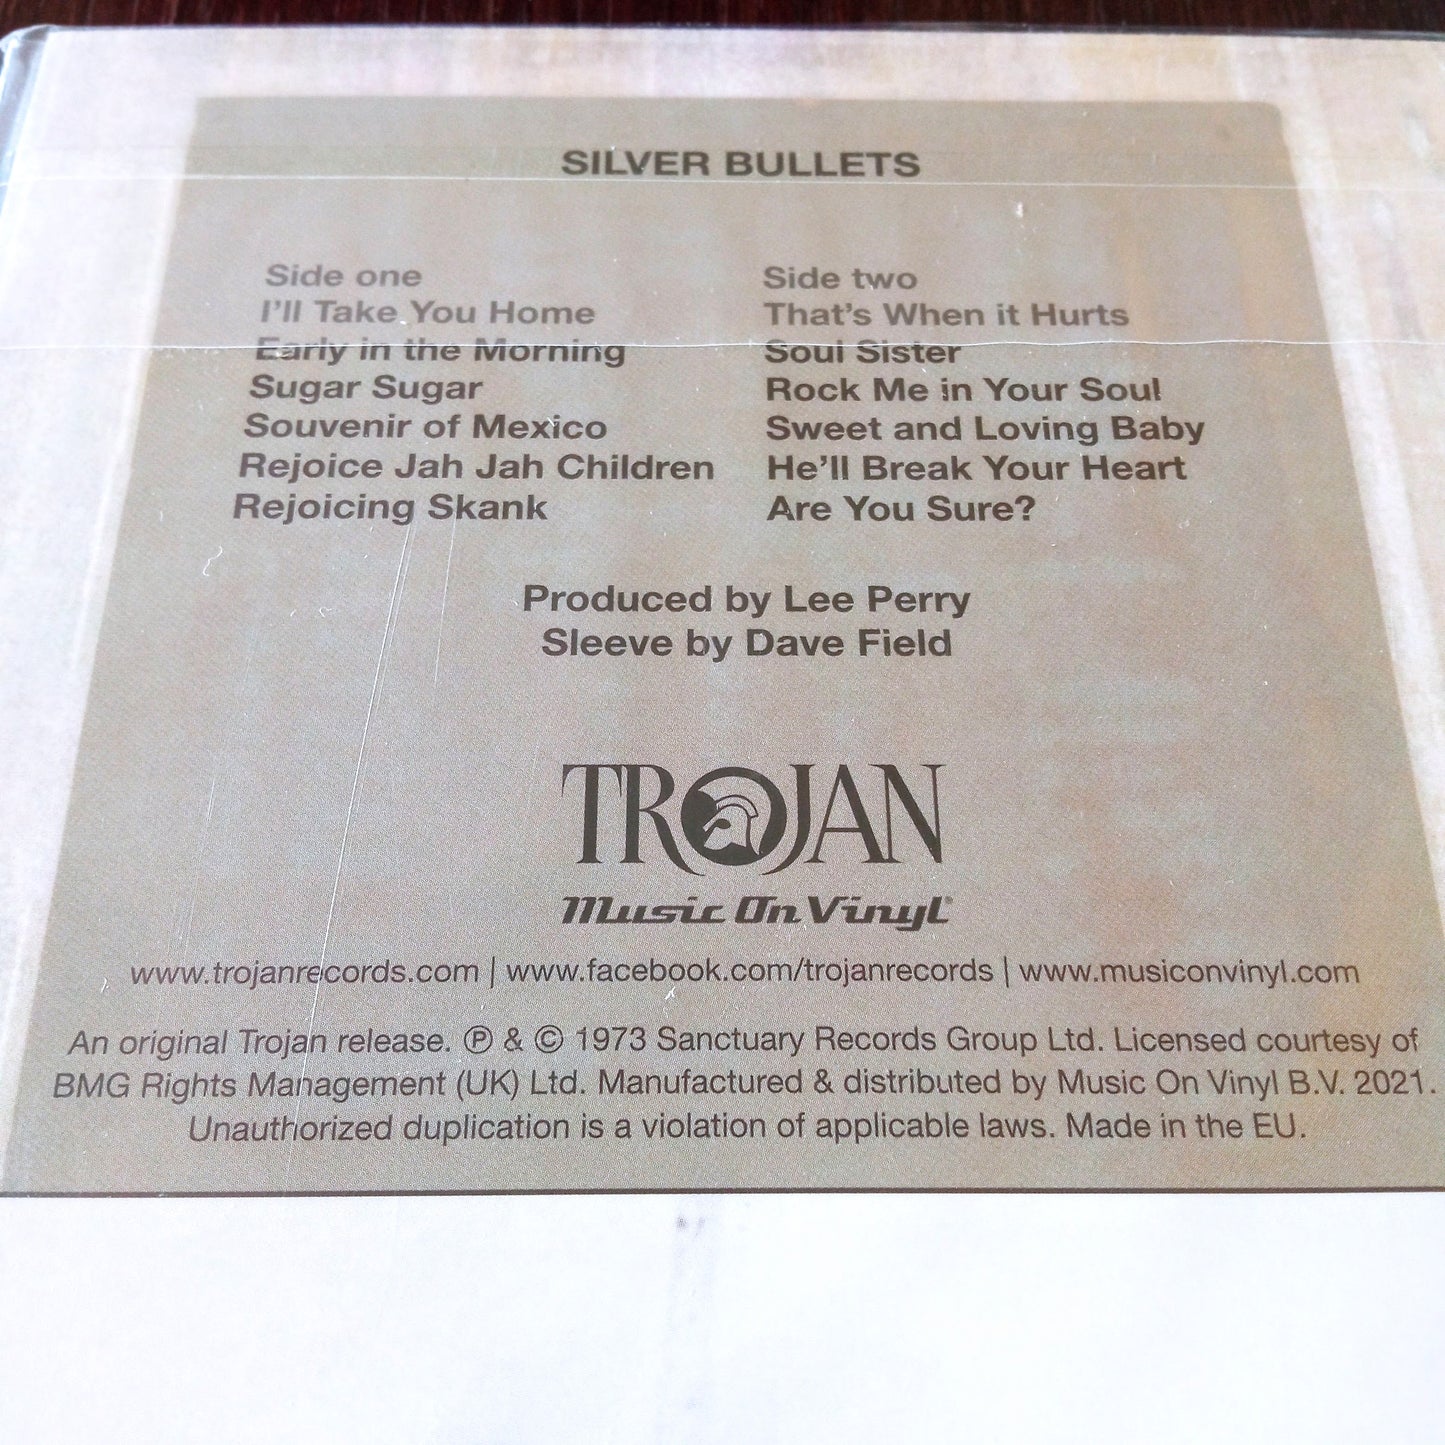 SILVER BULLETS
Side one
I'll Take You Home
Early in the Morning
Sugar Sugar
Souvenir of Mexico
Rejoice Jah Jah Children
Rejoicing Skank
Side two
That's When it Hurts
Soul Sister
Rock Me in Your Soul
Sweet and Loving Baby
He'll Break Your Heart
Are You Sure?
Produced by Lee Perry
Sleeve by Dave Field
TROJAN
Music On Vinyl®
www.trojanrecords.com | www.facebook.com/trojanrecords | www.musiconvinyl.com
An original Trojan release. ℗ & © 1973 Sanctuary Records Group Ltd. Licensed courtesy of
BMG Rights Management (UK) Ltd. Manufactured & distributed by Music On Vinyl B.V. 2021.
Unauthorized duplication is a violation of applicable laws. Made in the EU.